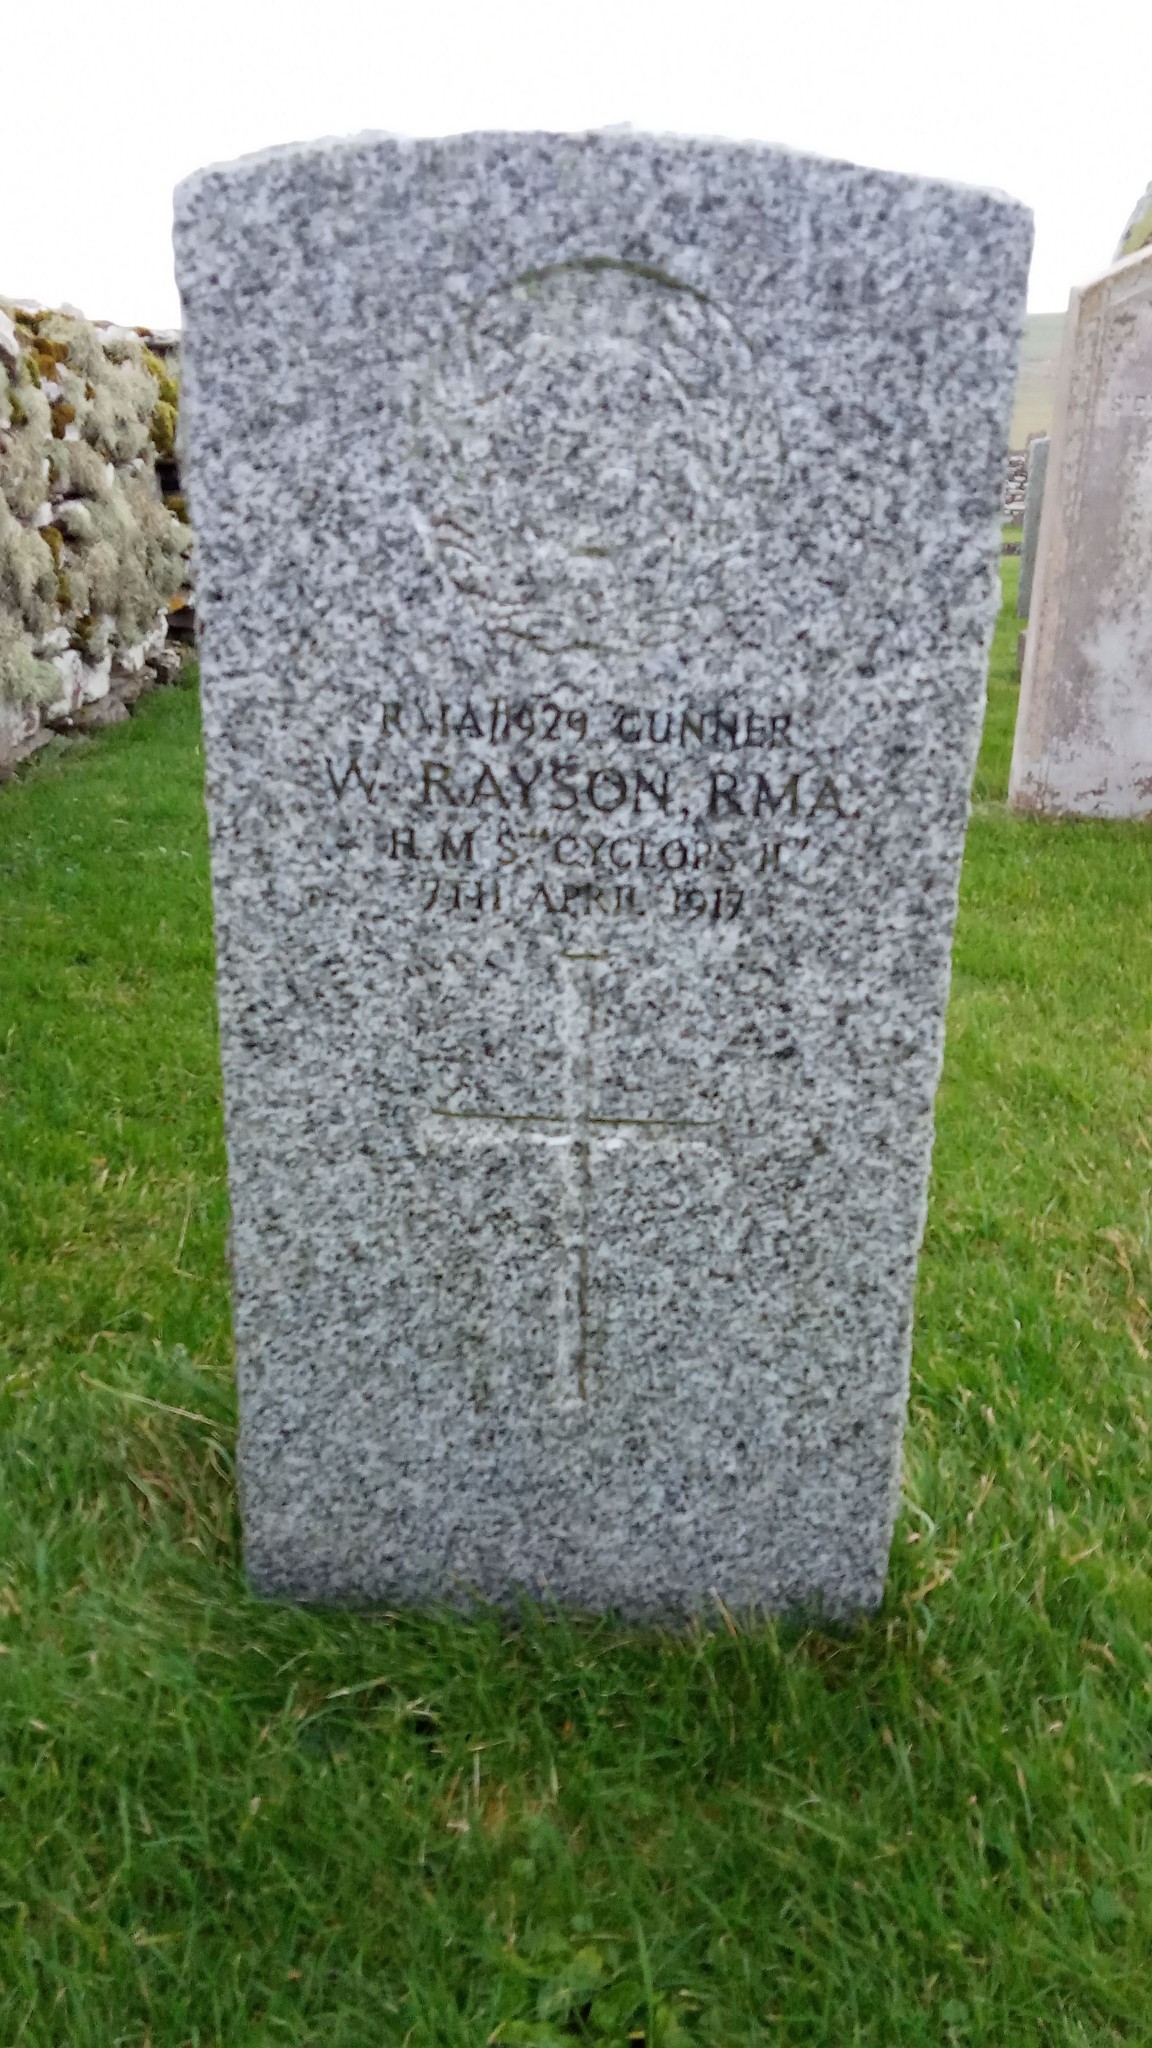 RMA/1929 GUNNER
W. RAYSON, RMA.
H.M.S. "CYCLOPS II"
7TH APRIL 1917